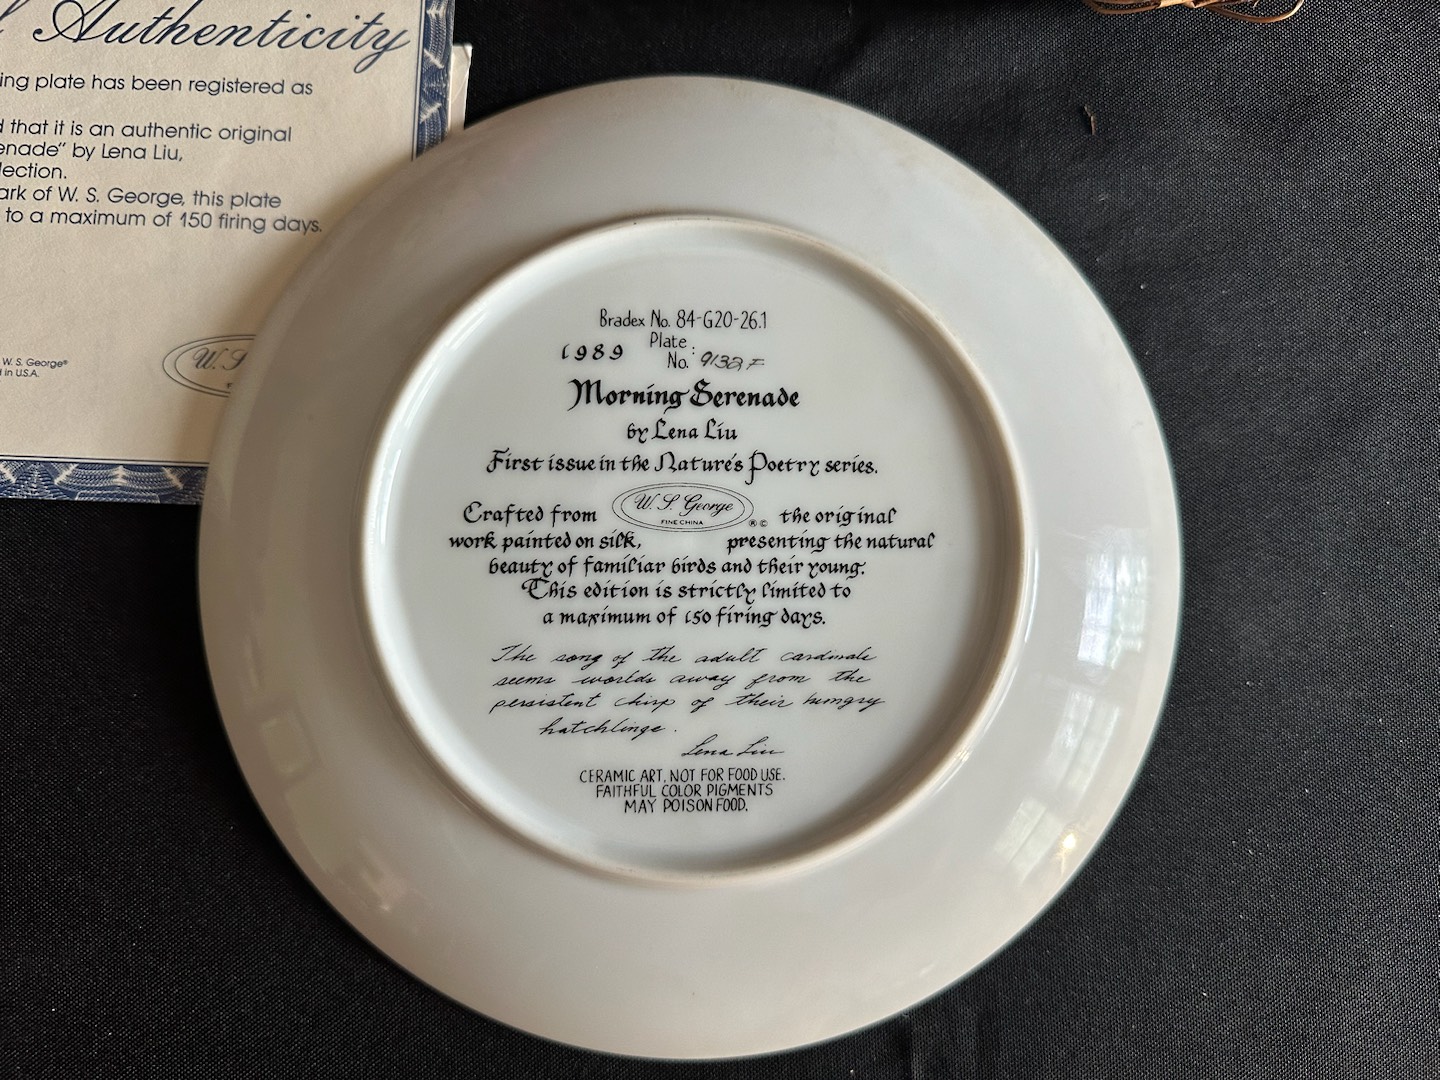 Authenticity
ing plate has been registered as
that it is an authentic original
enade" by Lena Liu,
lection.
ark of W. S. George, this plate
to a maximum of 150 firing days.
W. S. George®
in U.S.A.
W. S.
Bradex No. 84-G20-26.1
1989 Plate No.: 9132F
Morning Serenade
by Lena Liu
First issue in the Nature's Poetry series.
Crafted from W. S. George FINE CHINA ® © the original
work painted on silk, presenting the natural
beauty of familiar birds and their young.
This edition is strictly limited to
a maximum of 150 firing days.
The song of the adult cardinals
seems worlds away from the
persistent chirp of their hungry
hatchlings.
Lena Liu
CERAMIC ART, NOT FOR FOOD USE.
FAITHFUL COLOR PIGMENTS
MAY POISON FOOD.